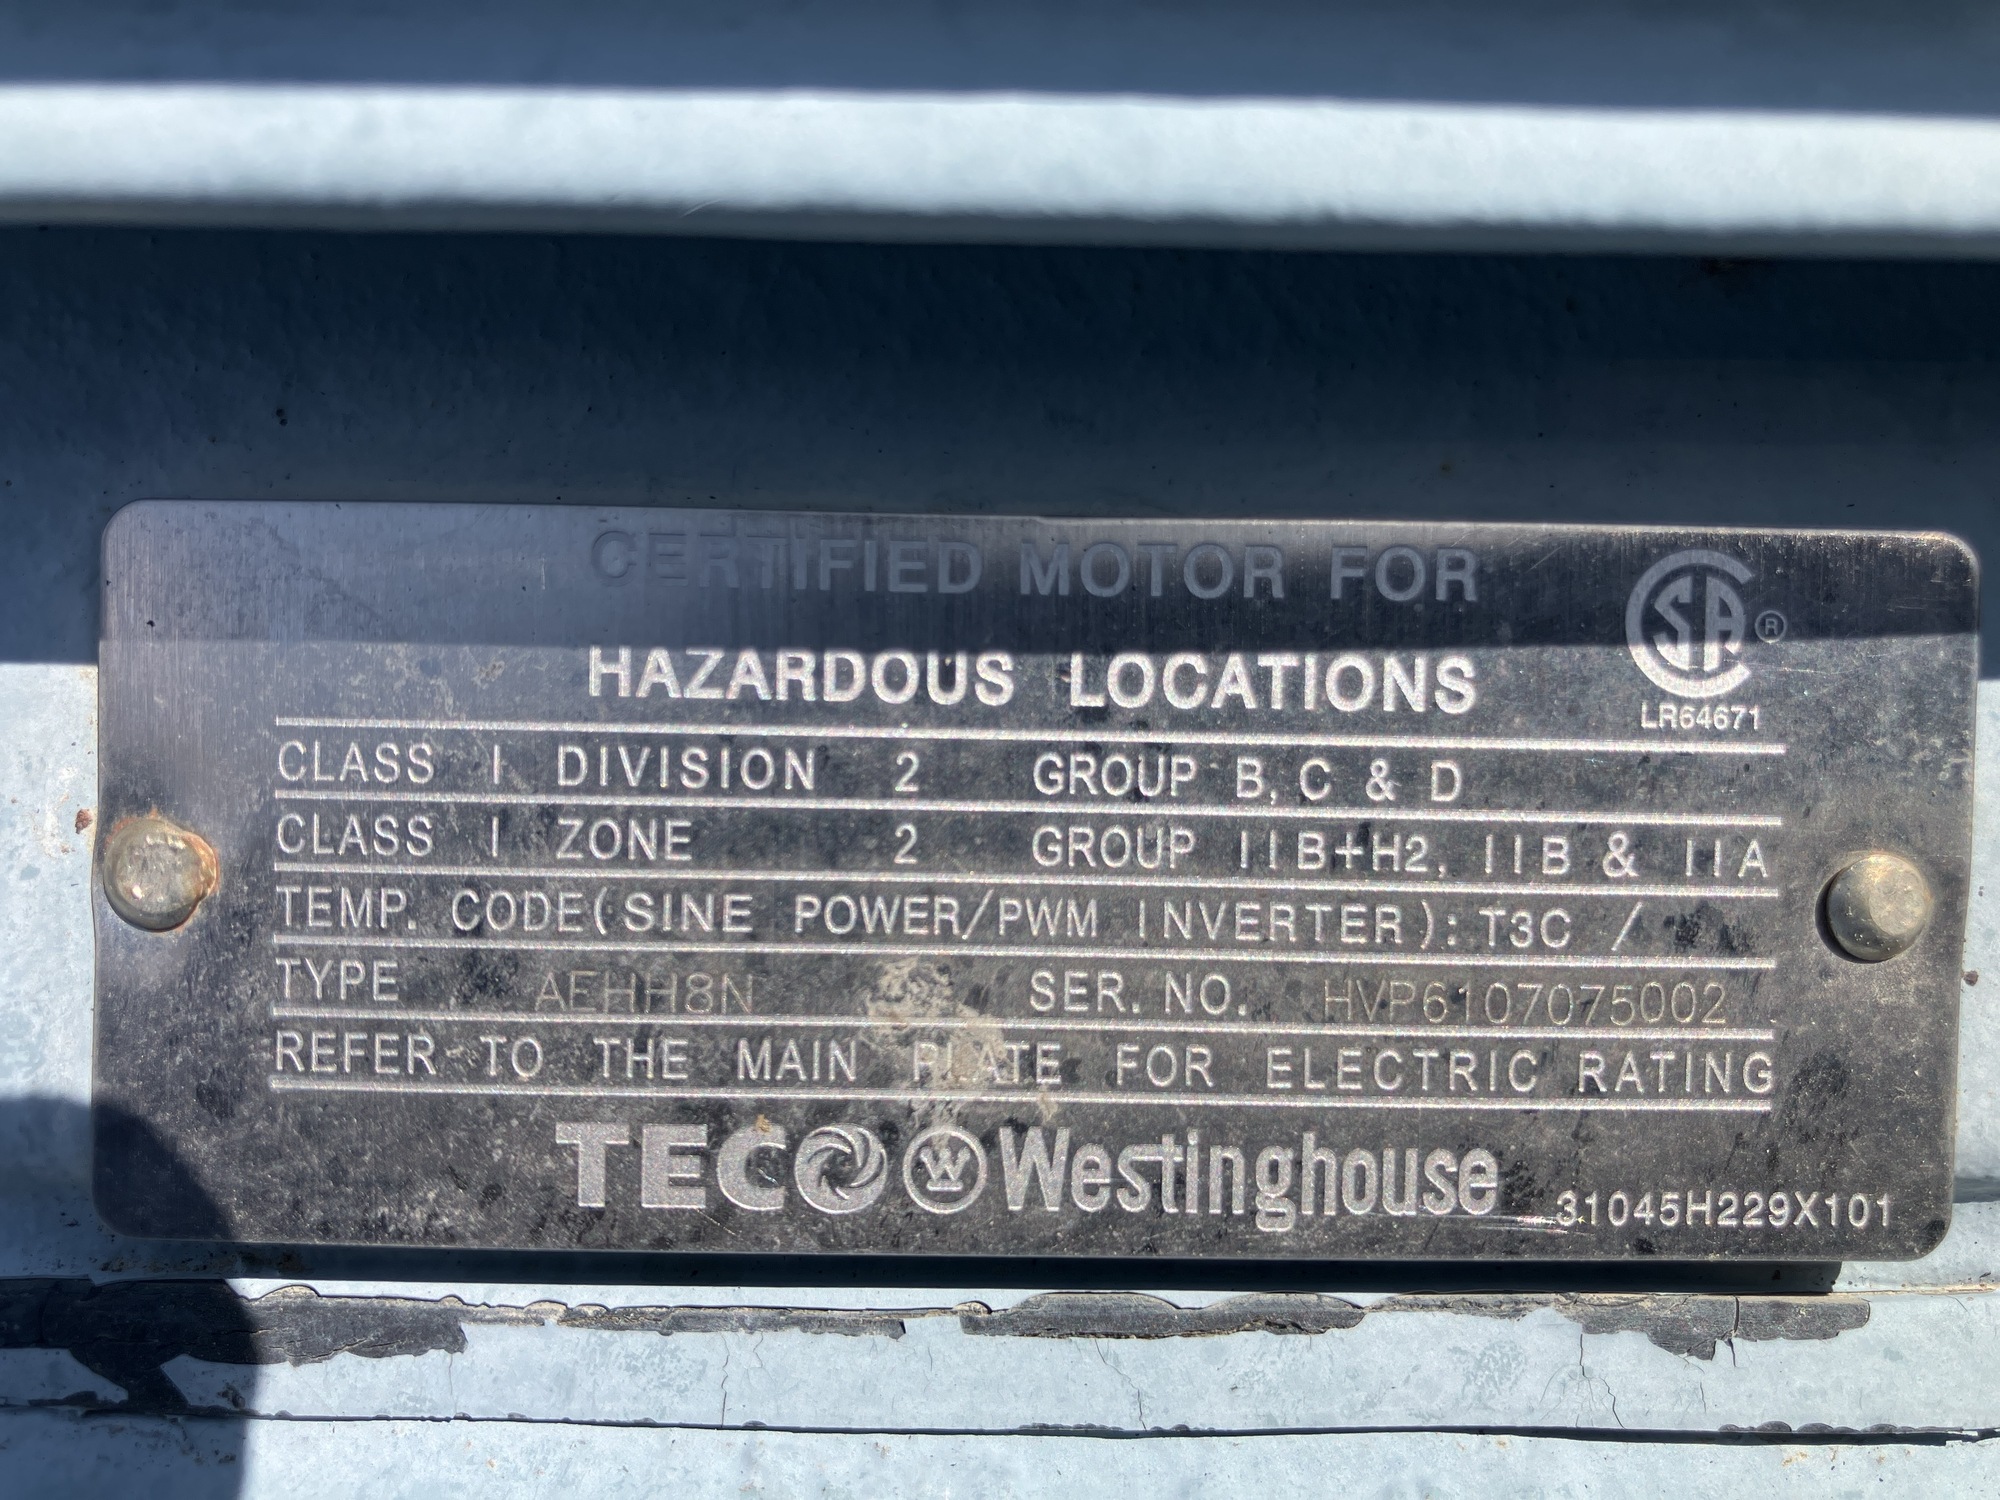 CERTIFIED MOTOR FOR
HAZARDOUS LOCATIONS
CSA ®
LR64671
CLASS I DIVISION 2 GROUP B, C & D
CLASS I ZONE 2 GROUP IIB+H2, IIB & IIA
TEMP. CODE(SINE POWER/PWM INVERTER): T3C /
TYPE AEHH8N SER. NO. HVP6107075002
REFER TO THE MAIN PLATE FOR ELECTRIC RATING
TECO W Westinghouse 31045H229X101